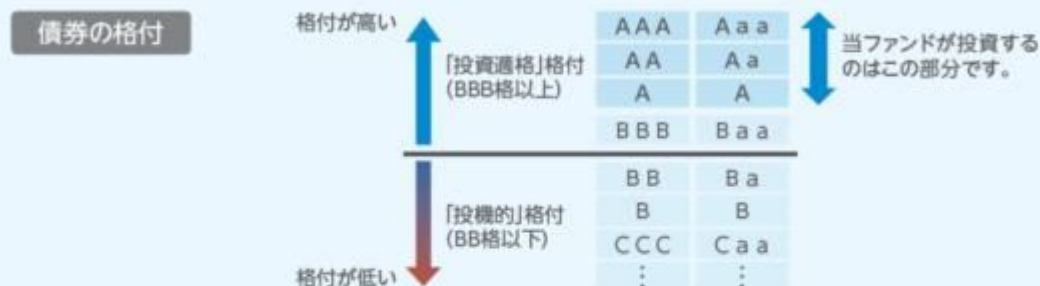 債券の格付
格付が高い
「投資適格」格付
(BBB格以上)
AAA Aaa
AA Aa
A A
BBB Baa
当ファンドが投資する
のはこの部分です。
「投機的」格付
(BB格以下)
BB Ba
B B
CCC Caa
⋮ ⋮
格付が低い